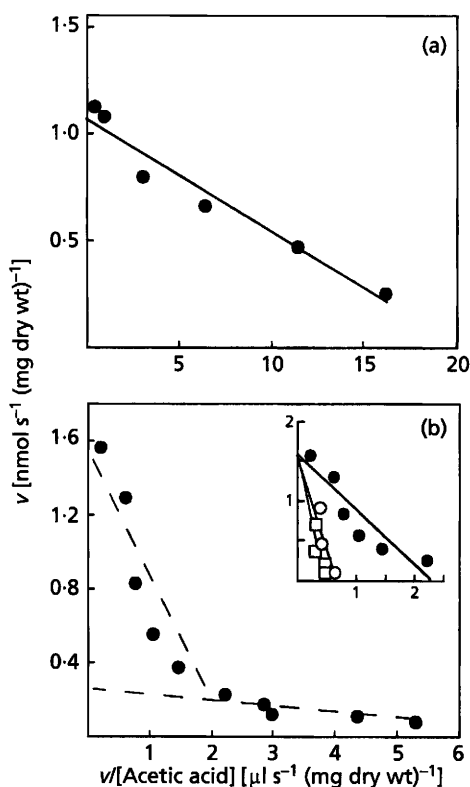 (a)
1·5
1·0
0·5
5 10 15 20
v [nmol s⁻¹ (mg dry wt)⁻¹]
(b)
1·6
1·2
0·8
0·4
2
1
1 2
1 2 3 4 5 6
v/[Acetic acid] [µl s⁻¹ (mg dry wt)⁻¹]